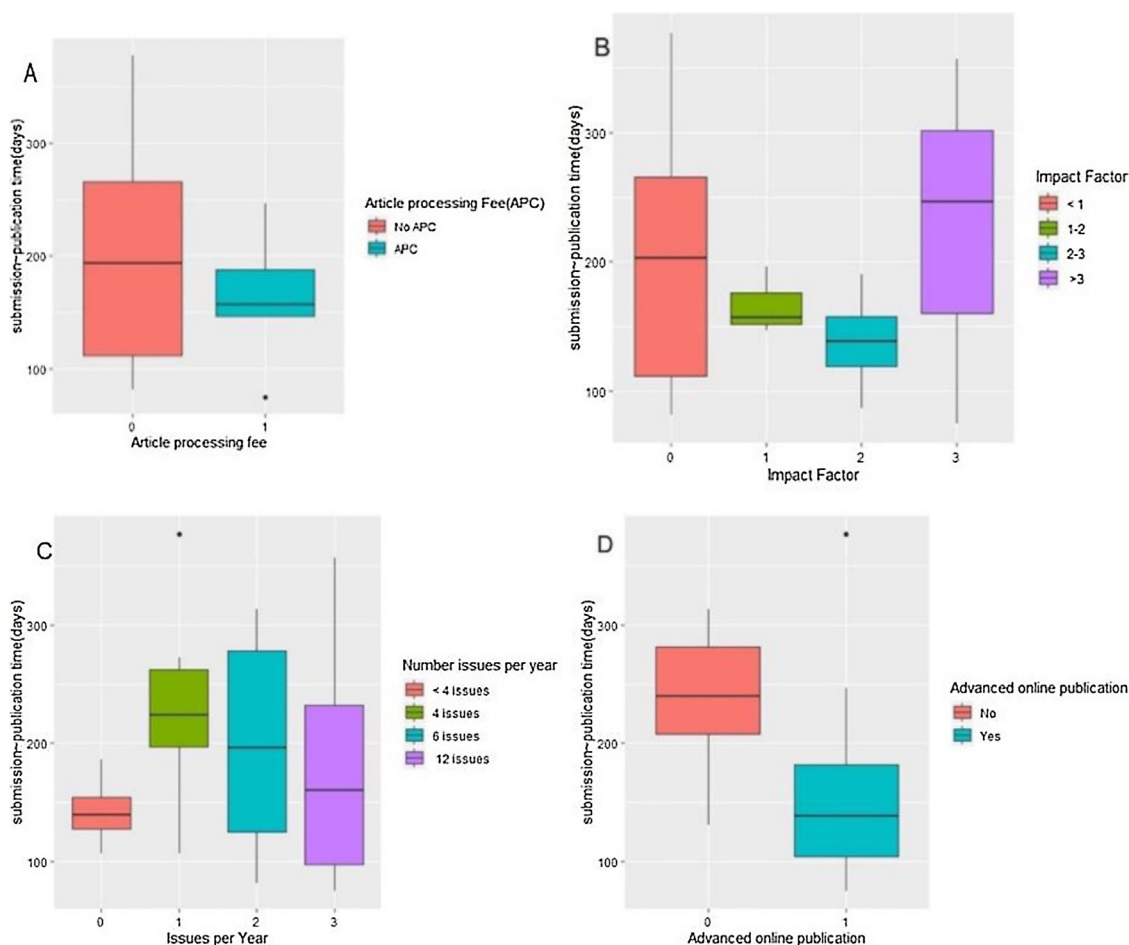 A
submission~publication time(days)
300
200
100
0
1
Article processing fee
Article processing Fee(APC)
No APC
APC
B
submission~publication time(days)
300
200
100
0
1
2
3
Impact Factor
Impact Factor
< 1
1-2
2-3
>3
C
submission~publication time(days)
300
200
100
0
1
2
3
Issues per Year
Number issues per year
< 4 issues
4 issues
6 issues
12 issues
D
submission~publication time(days)
300
200
100
0
1
Advanced online publication
Advanced online publication
No
Yes